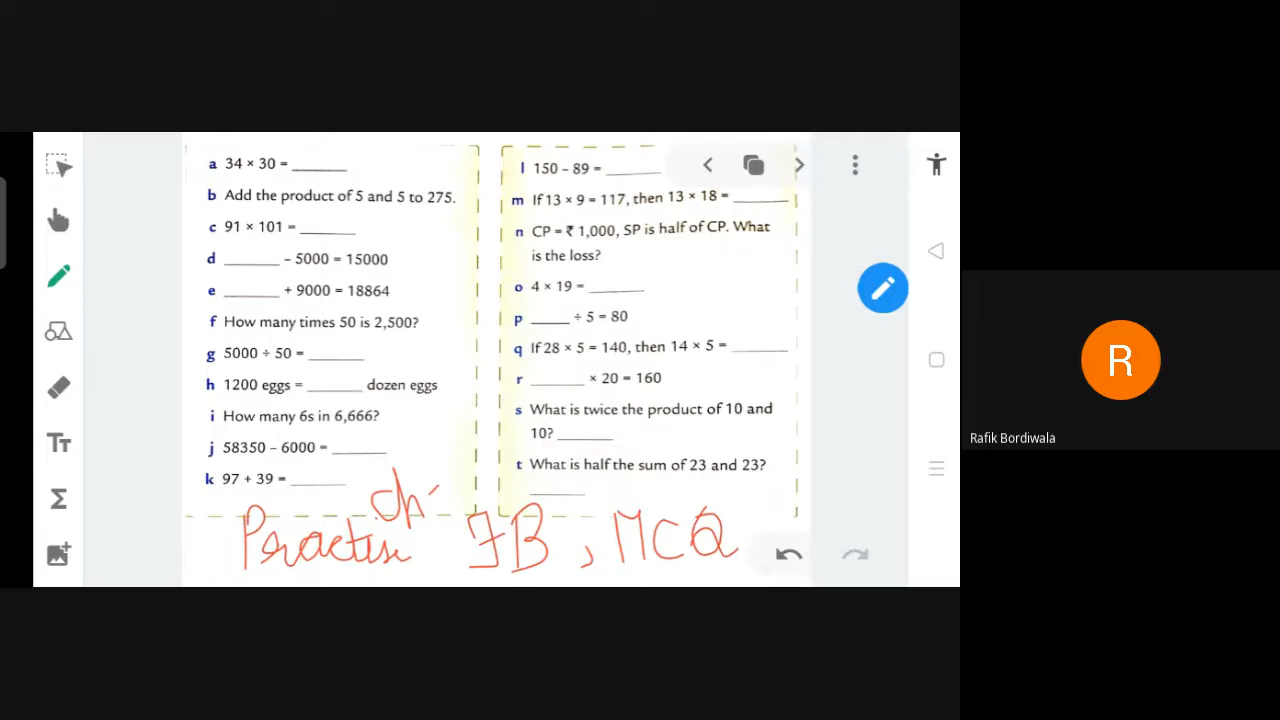 a 34 × 30 = ______
b Add the product of 5 and 5 to 275.
c 91 × 101 = ______
d ______ – 5000 = 15000
e ______ + 9000 = 18864
f How many times 50 is 2,500?
g 5000 ÷ 50 = ______
h 1200 eggs = ______ dozen eggs
i How many 6s in 6,666?
j 58350 – 6000 = ______
k 97 + 39 = ______
l 150 – 89 = ______
m If 13 × 9 = 117, then 13 × 18 = ______
n CP = ₹ 1,000, SP is half of CP. What
is the loss?
o 4 × 19 = ______
p ____ ÷ 5 = 80
q If 28 × 5 = 140, then 14 × 5 = ______
r ______ × 20 = 160
s What is twice the product of 10 and
10? ______
t What is half the sum of 23 and 23?
______
ch-
Practise FB, MCQ
Tт
Σ
R
Rafik Bordiwala